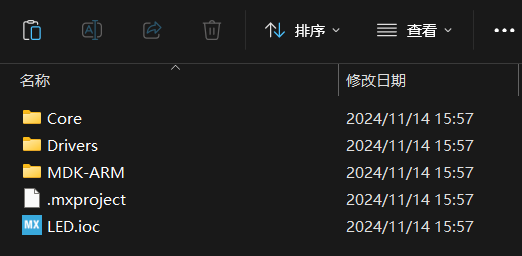 排序 查看
名称 修改日期
Core 2024/11/14 15:57
Drivers 2024/11/14 15:57
MDK-ARM 2024/11/14 15:57
.mxproject 2024/11/14 15:57
MX LED.ioc 2024/11/14 15:57